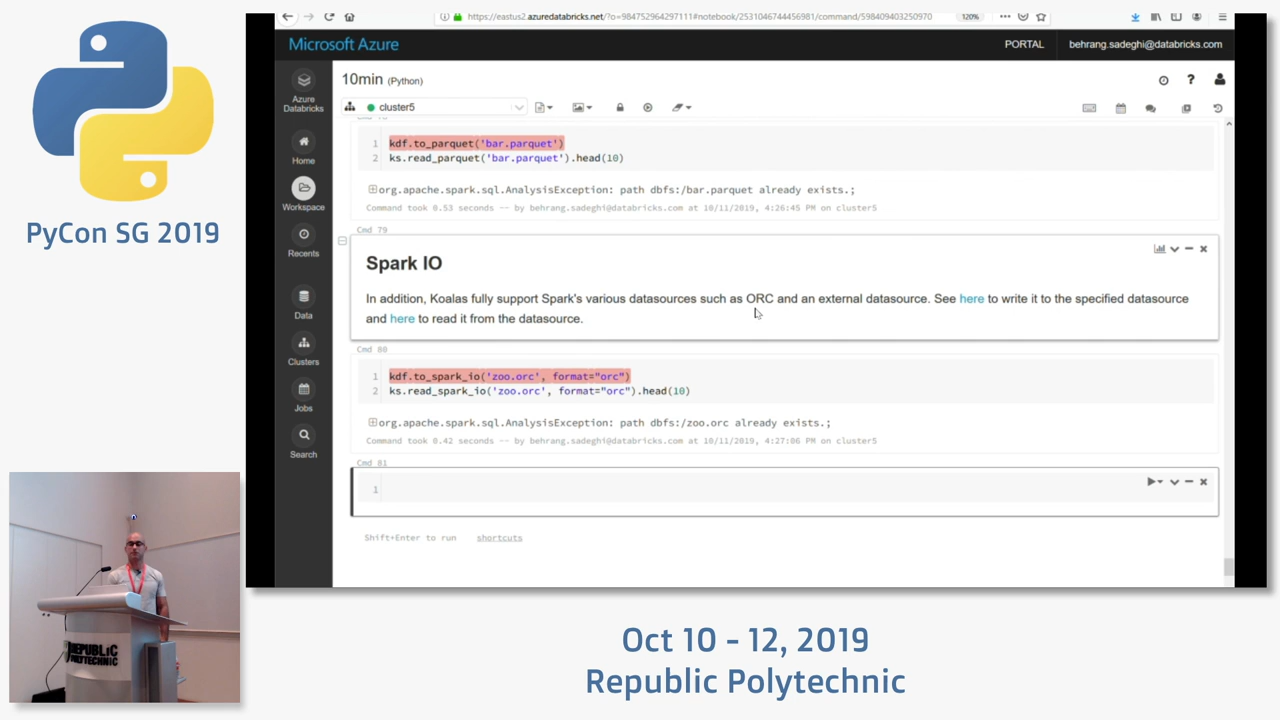 PyCon SG 2019
https://eastus2.azuredatabricks.net/?o=984752964297111#notebook/2531046744456981/command/598409403250970
120%
Microsoft Azure
PORTAL
behrang.sadeghi@databricks.com
Azure
Databricks
Home
Workspace
Recents
Data
Clusters
Jobs
Search
10min (Python)
cluster5
1 kdf.to_parquet('bar.parquet')
2 ks.read_parquet('bar.parquet').head(10)
org.apache.spark.sql.AnalysisException: path dbfs:/bar.parquet already exists.;
Command took 0.53 seconds -- by behrang.sadeghi@databricks.com at 10/11/2019, 4:26:45 PM on cluster5
Cmd 79
Spark IO
In addition, Koalas fully support Spark's various datasources such as ORC and an external datasource. See here to write it to the specified datasource
and here to read it from the datasource.
Cmd 80
1 kdf.to_spark_io('zoo.orc', format="orc")
2 ks.read_spark_io('zoo.orc', format="orc").head(10)
org.apache.spark.sql.AnalysisException: path dbfs:/zoo.orc already exists.;
Command took 0.42 seconds -- by behrang.sadeghi@databricks.com at 10/11/2019, 4:27:06 PM on cluster5
Cmd 81
1
Shift+Enter to run shortcuts
REPUBLIC
POLYTECHNIC
Oct 10 - 12, 2019
Republic Polytechnic